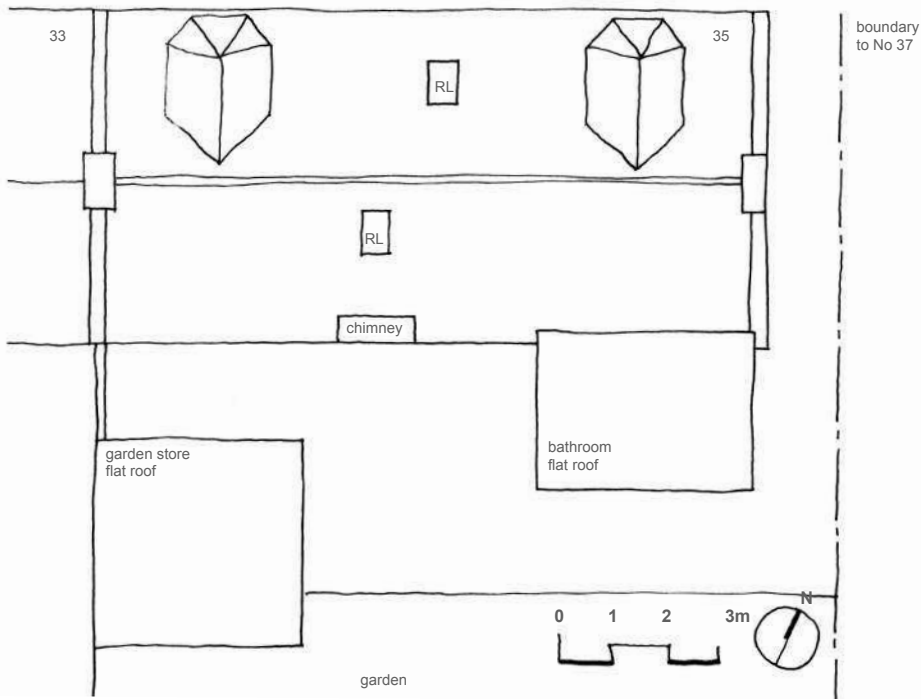 33
35
boundary
to No 37
RL
RL
chimney
garden store
flat roof
bathroom
flat roof
0 1 2 3m
N
garden